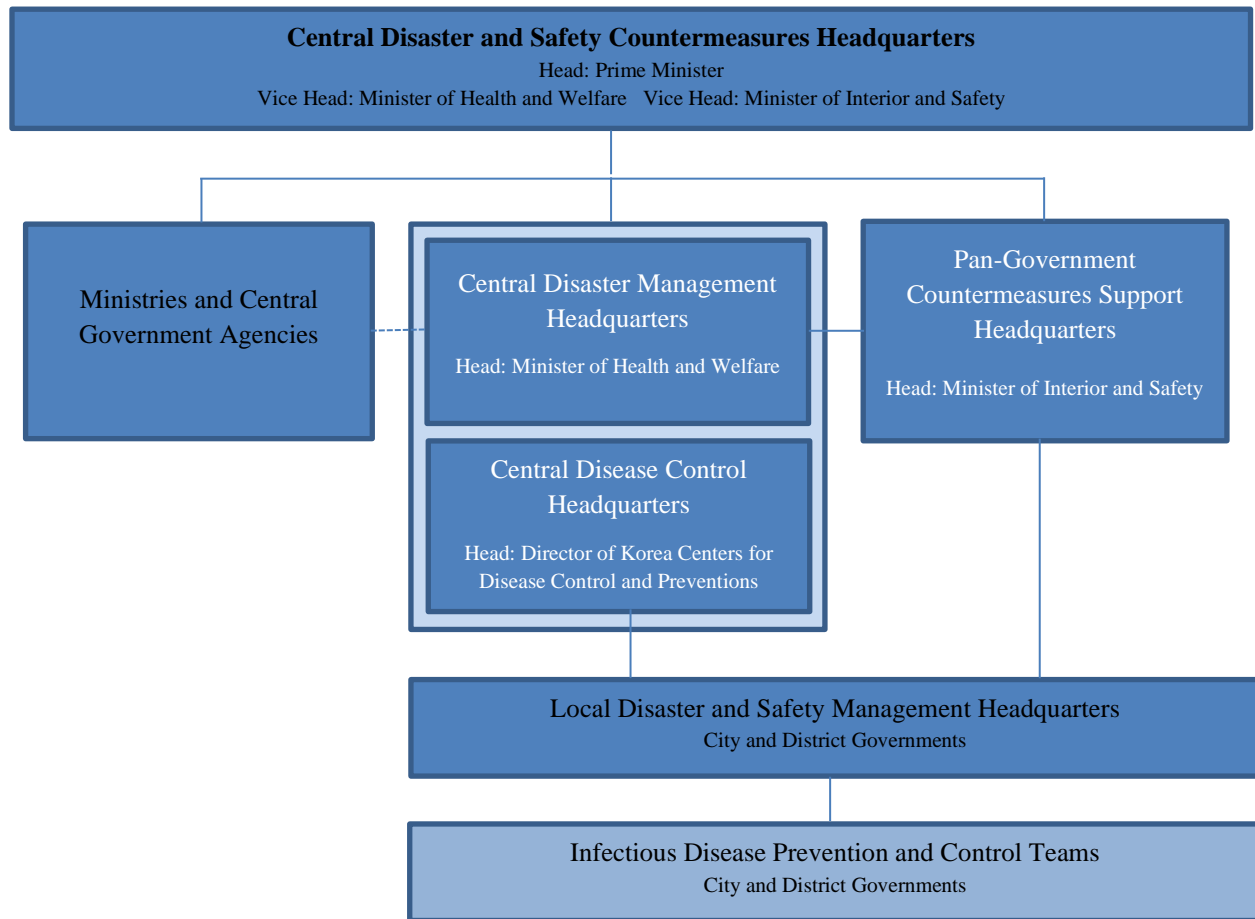 Central Disaster and Safety Countermeasures Headquarters
Head: Prime Minister
Vice Head: Minister of Health and Welfare   Vice Head: Minister of Interior and Safety
Ministries and Central
Government Agencies
Central Disaster Management
Headquarters
Head: Minister of Health and Welfare
Pan-Government
Countermeasures Support
Headquarters
Head: Minister of Interior and Safety
Central Disease Control
Headquarters
Head: Director of Korea Centers for
Disease Control and Preventions
Local Disaster and Safety Management Headquarters
City and District Governments
Infectious Disease Prevention and Control Teams
City and District Governments